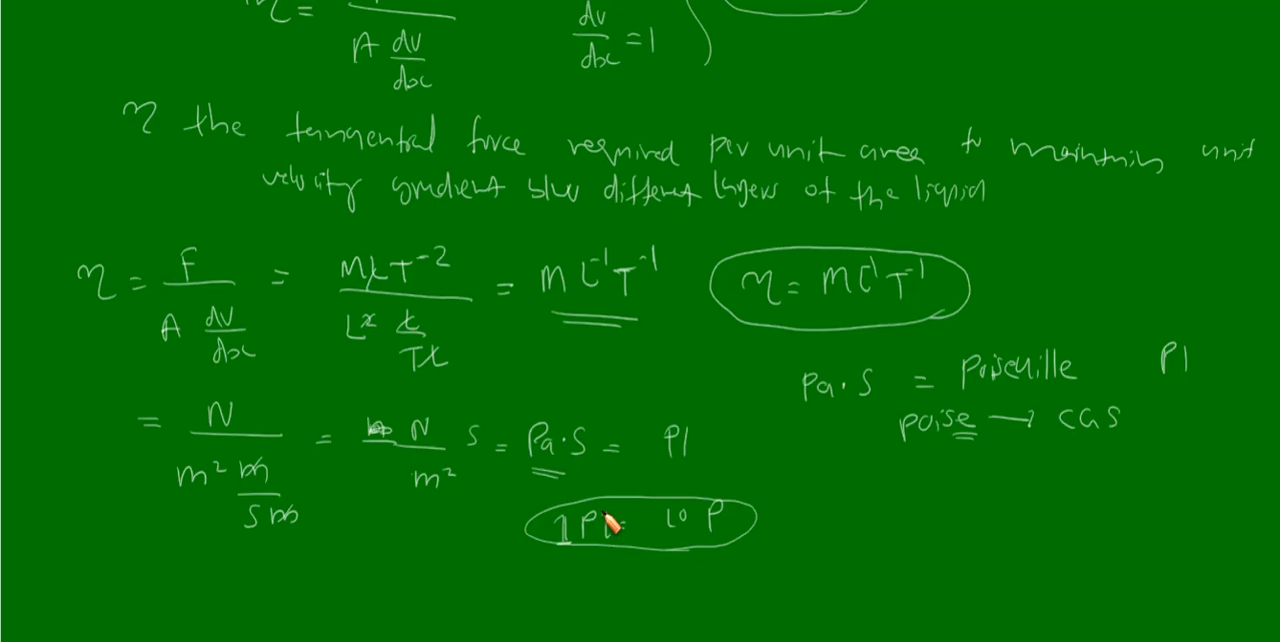 η =
A dv/dx
dv/dx = 1
η the tangential force required per unit area to maintain unit
velocity gradient b/w different layers of the liquid
η = F / A dv/dx = MLT⁻² / L² L/TL = ML⁻¹T⁻¹
η = ML⁻¹T⁻¹
Pa·s = Poiseuille Pl
poise → CGS
= N / m² m/s m = N/m² s = Pa·s = Pl
1 Pl = 10 P